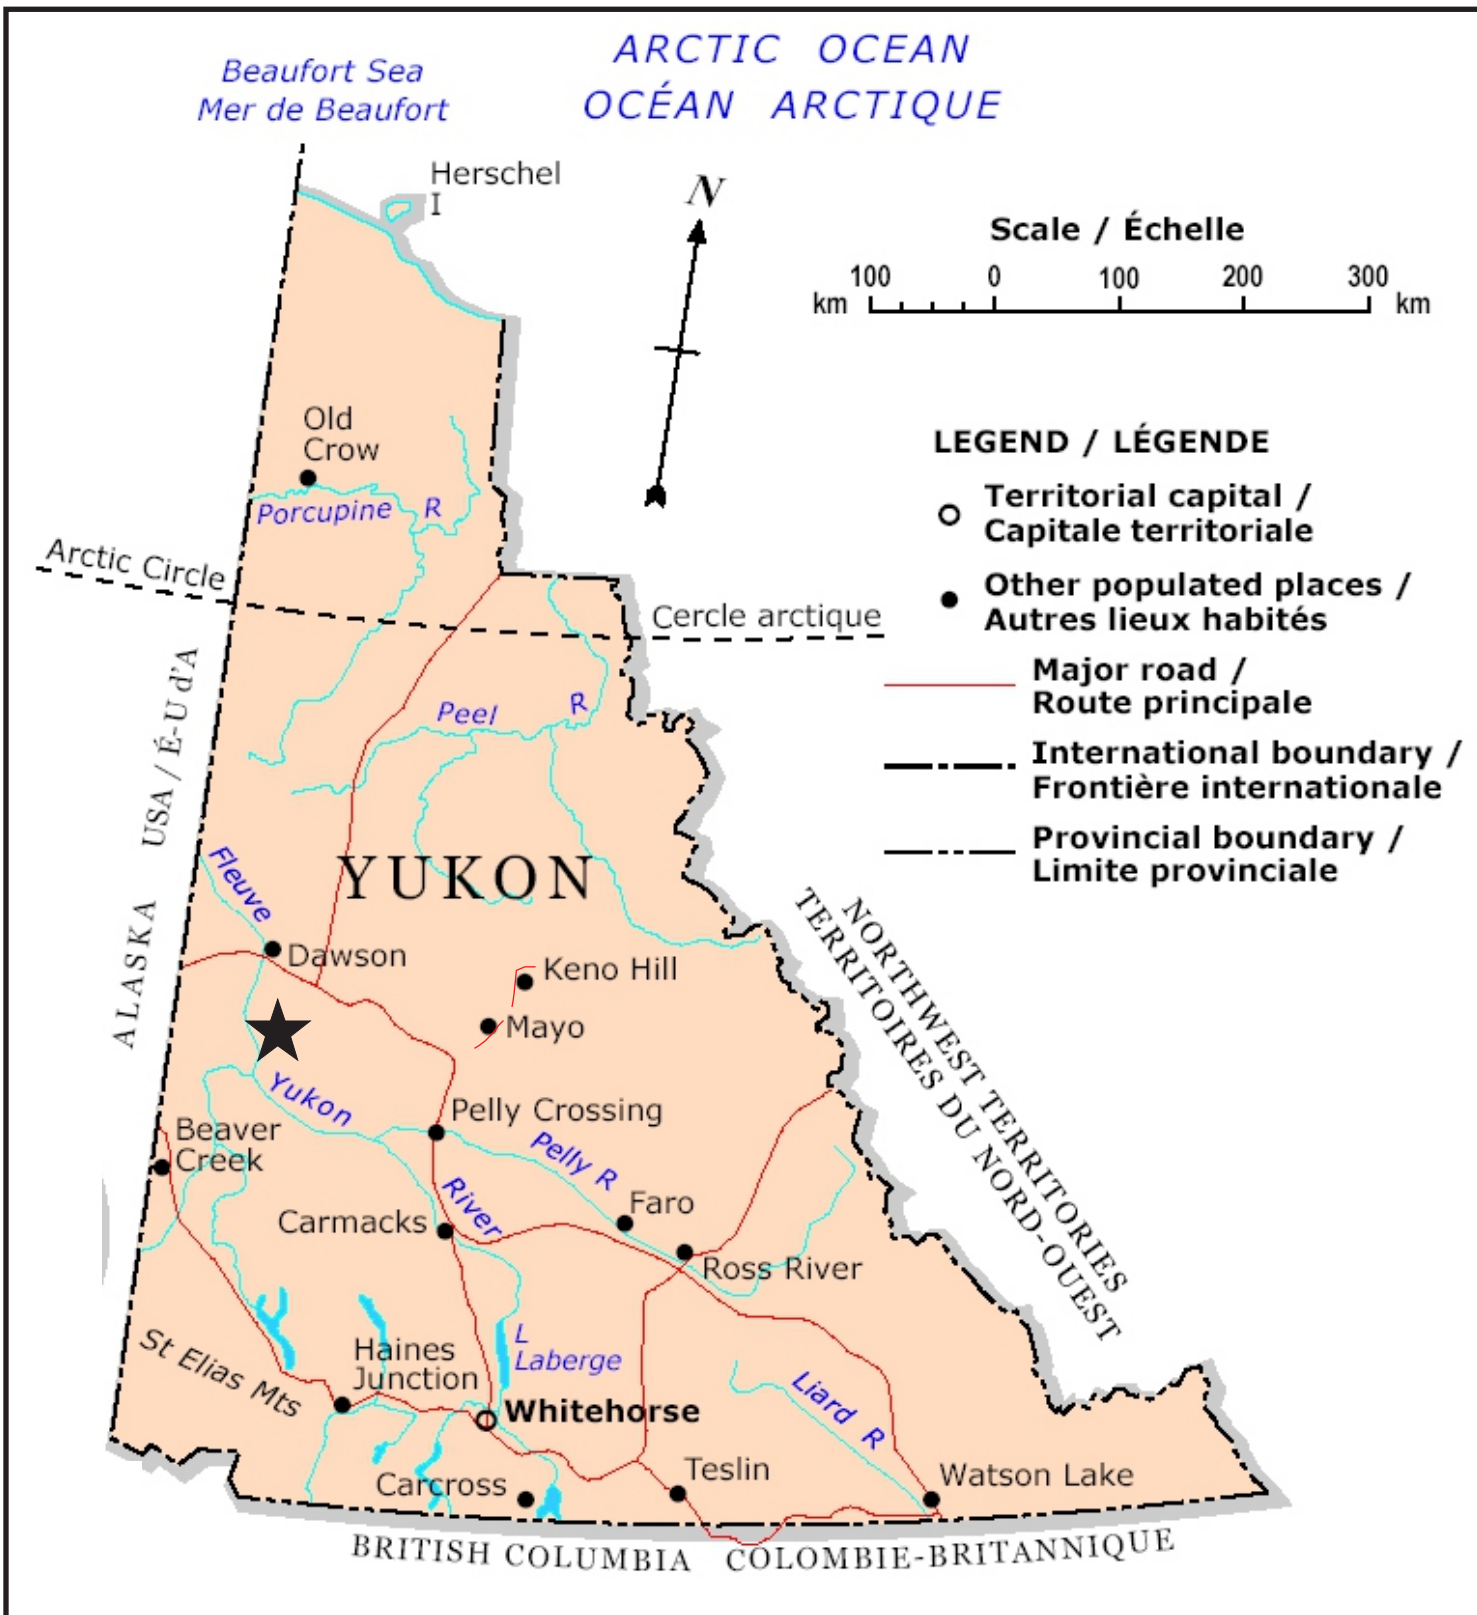 ARCTIC OCEAN
OCÉAN ARCTIQUE
Beaufort Sea
Mer de Beaufort
Herschel
I
N
Scale / Échelle
100 0 100 200 300
km km
Old
Crow
Porcupine R
LEGEND / LÉGENDE
Territorial capital /
Capitale territoriale
Other populated places /
Autres lieux habités
Major road /
Route principale
International boundary /
Frontière internationale
Provincial boundary /
Limite provinciale
Arctic Circle
Cercle arctique
ALASKA USA / É-U d'A
Peel R
YUKON
Fleuve
Dawson
Keno Hill
Mayo
NORTHWEST TERRITORIES
TERRITOIRES DU NORD-OUEST
Yukon
Pelly Crossing
Beaver
Creek
Pelly R
River
Faro
Carmacks
Ross River
St Elias Mts
Haines
Junction
L
Laberge
Whitehorse
Liard R
Carcross
Teslin
Watson Lake
BRITISH COLUMBIA COLOMBIE-BRITANNIQUE